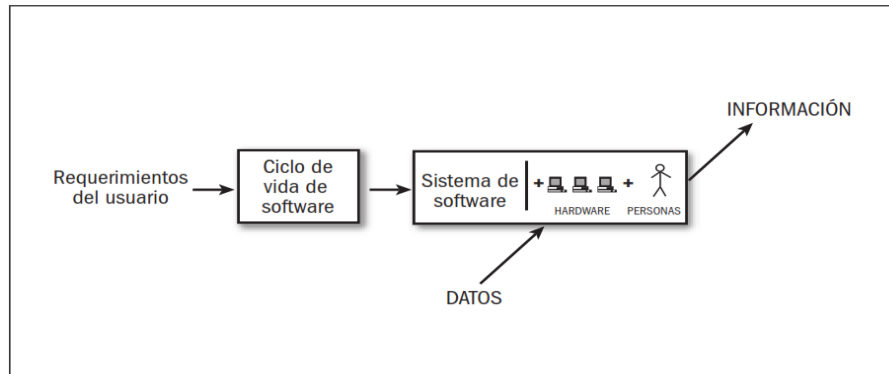 INFORMACIÓN
Requerimientos
del usuario
Ciclo de
vida de
software
Sistema de
software
+ + 
HARDWARE PERSONAS
DATOS